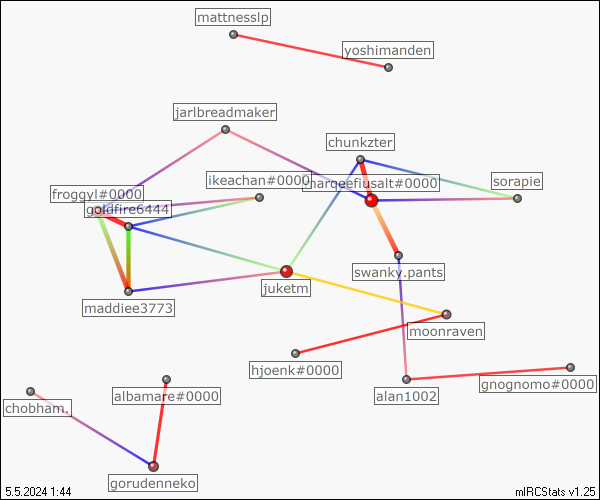 mattnesslp
yoshimanden
jarlbreadmaker
chunkzter
ikeachan#0000
harqeefiusalt#0000
sorapie
froggyl#0000
goldfire6444
swanky.pants
juketm
maddiee3773
moonraven
hjoenk#0000
gnognomo#0000
alan1002
albamare#0000
chobham.
gorudenneko
5.5.2024 1:44
mIRCStats v1.25